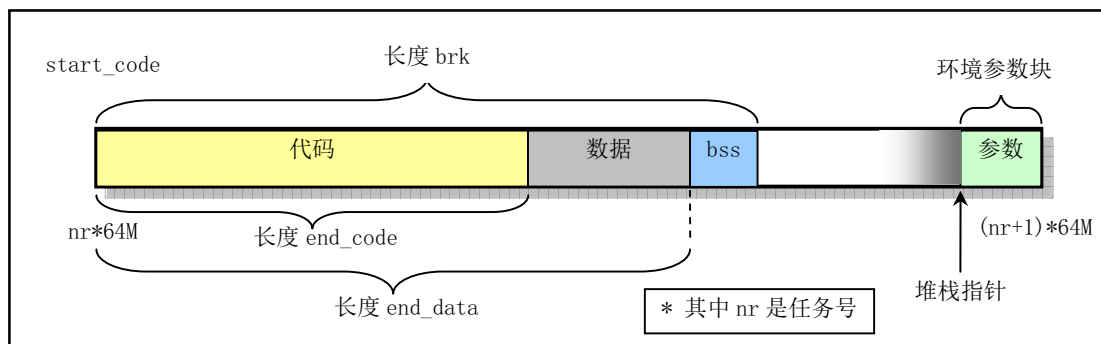 start_code
长度 brk
环境参数块
代码
数据
bss
参数
nr*64M
长度 end_code
(nr+1)*64M
长度 end_data
* 其中 nr 是任务号
堆栈指针